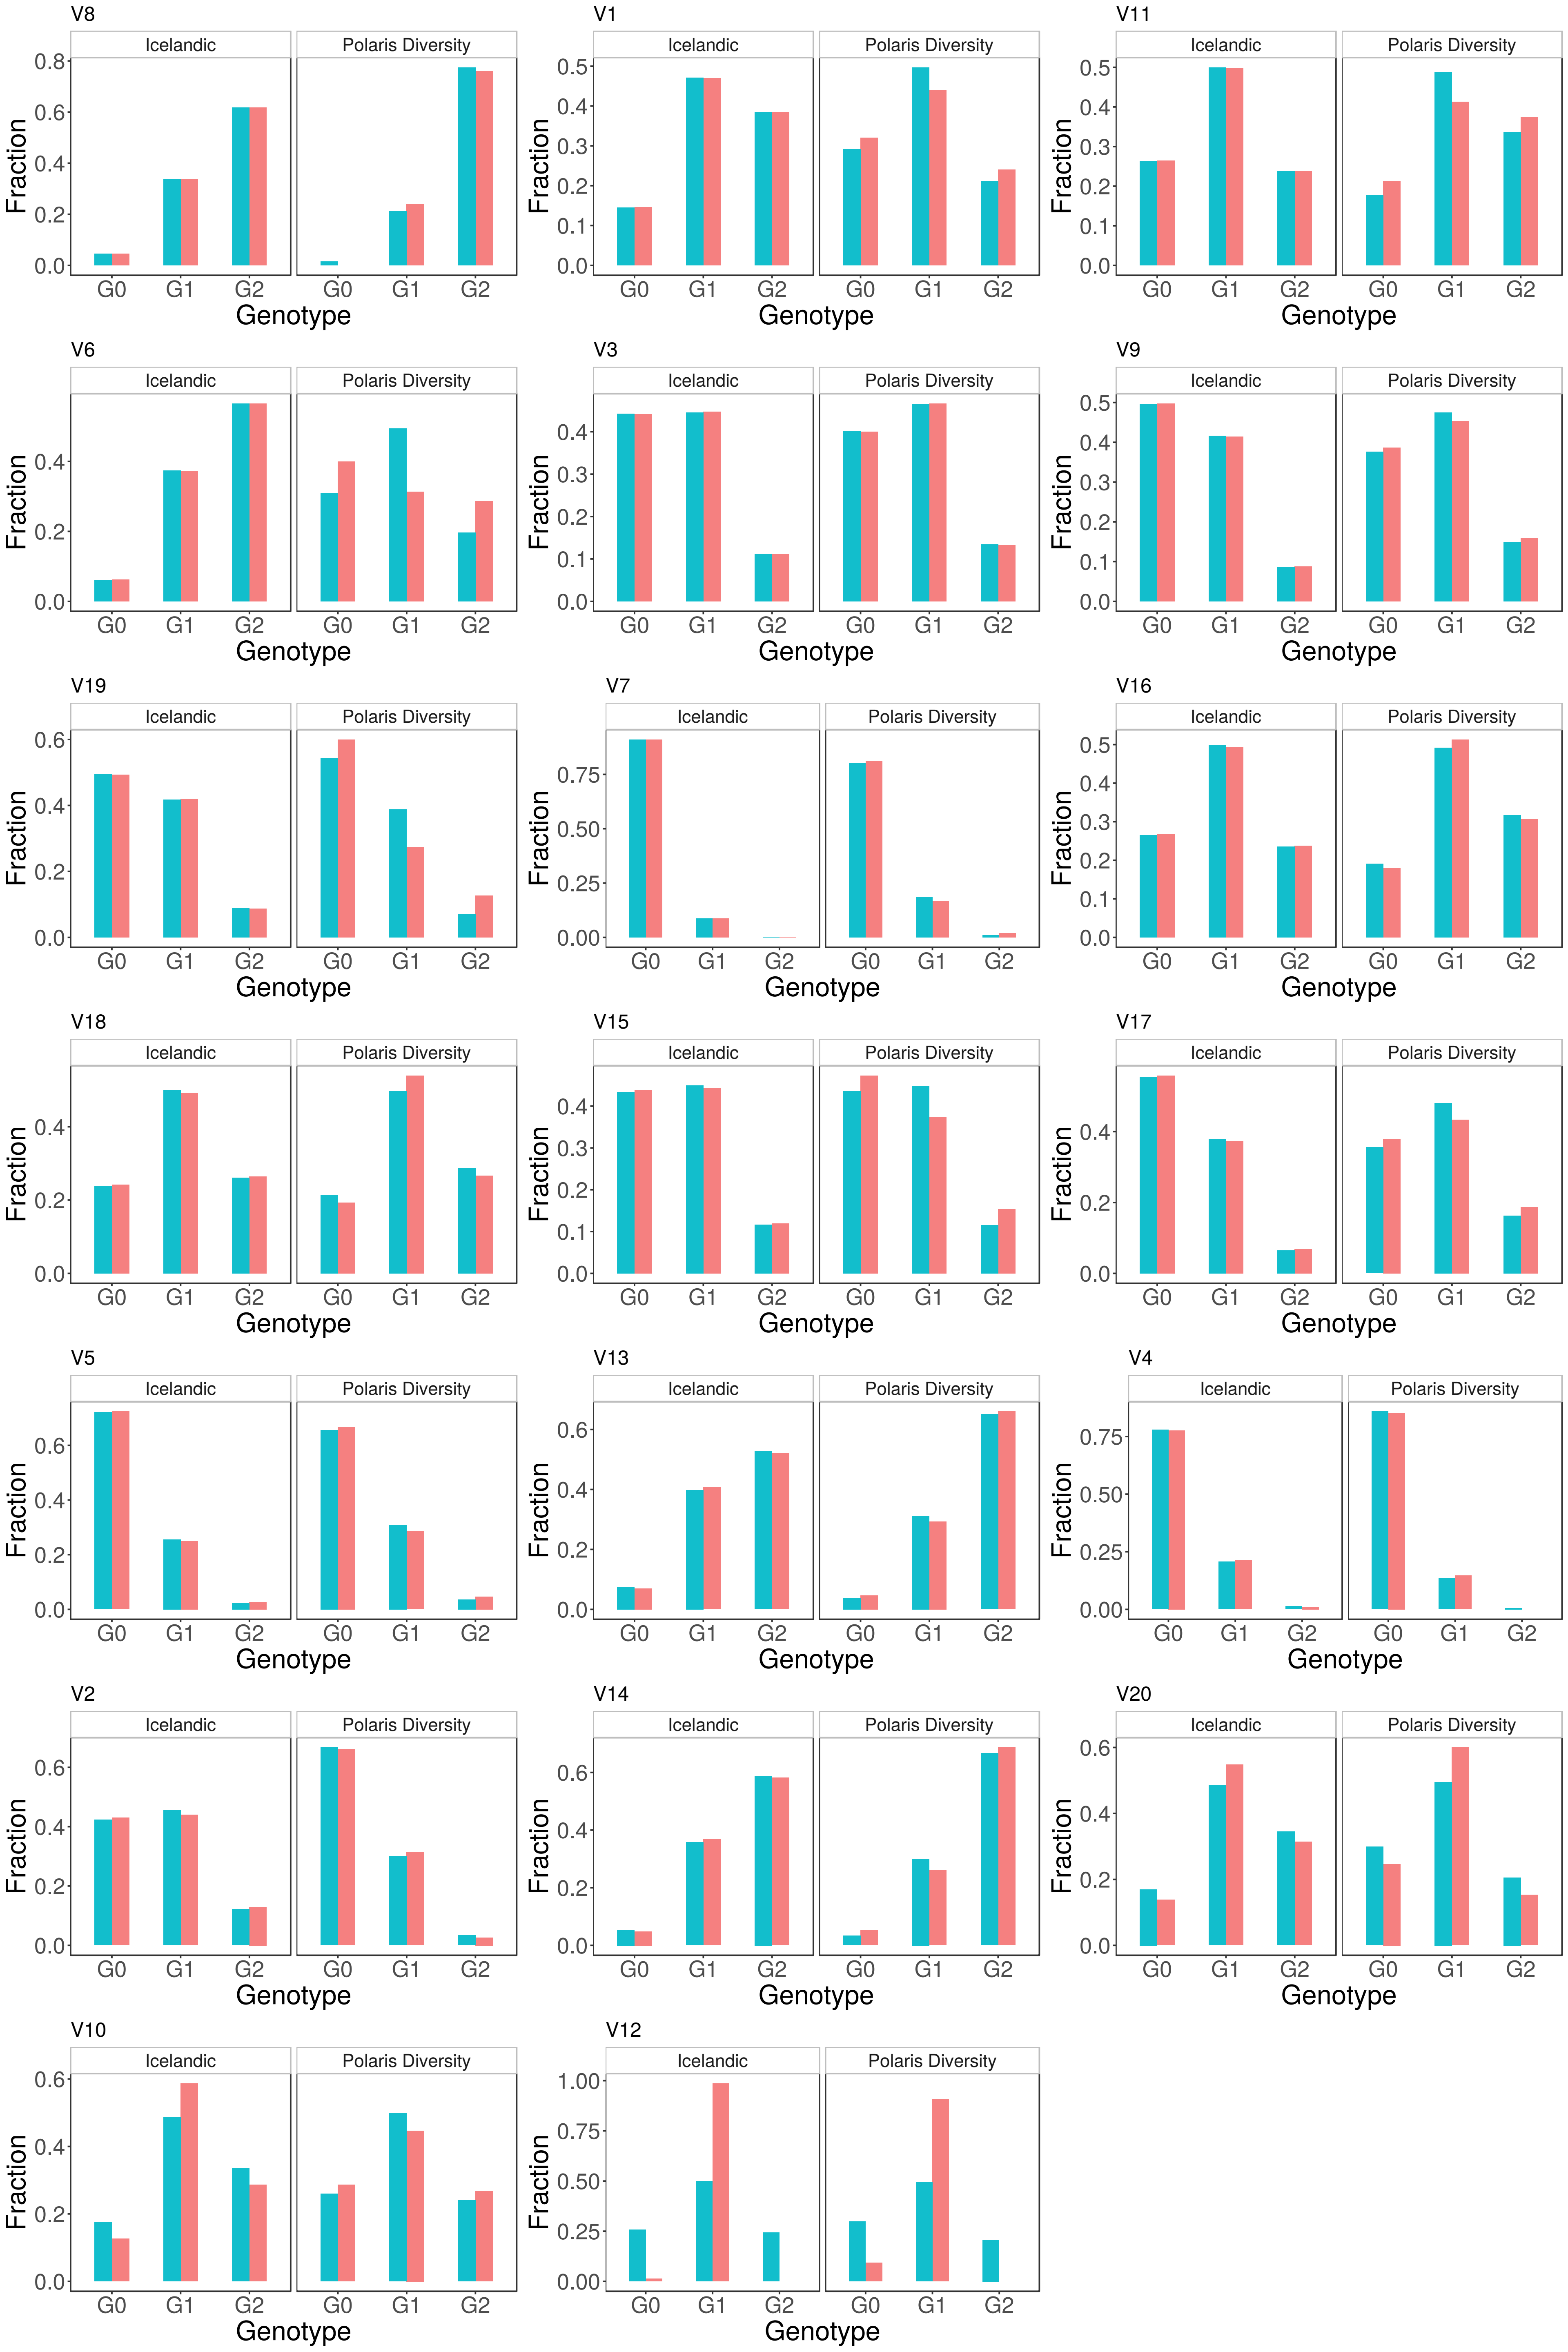 V8 V1 V11
Icelandic Polaris Diversity Icelandic Polaris Diversity Icelandic Polaris Diversity
0.8 0.6 0.4 0.2 0.0 0.5 0.4 0.3 0.2 0.1 0.0 0.5 0.4 0.3 0.2 0.1 0.0
Fraction Fraction Fraction
G0 G1 G2 G0 G1 G2 G0 G1 G2 G0 G1 G2 G0 G1 G2 G0 G1 G2
Genotype Genotype Genotype
V6 V3 V9
Icelandic Polaris Diversity Icelandic Polaris Diversity Icelandic Polaris Diversity
0.4 0.2 0.0 0.4 0.3 0.2 0.1 0.0 0.5 0.4 0.3 0.2 0.1 0.0
Fraction Fraction Fraction
G0 G1 G2 G0 G1 G2 G0 G1 G2 G0 G1 G2 G0 G1 G2 G0 G1 G2
Genotype Genotype Genotype
V19 V7 V16
Icelandic Polaris Diversity Icelandic Polaris Diversity Icelandic Polaris Diversity
0.6 0.4 0.2 0.0 0.75 0.50 0.25 0.00 0.5 0.4 0.3 0.2 0.1 0.0
Fraction Fraction Fraction
G0 G1 G2 G0 G1 G2 G0 G1 G2 G0 G1 G2 G0 G1 G2 G0 G1 G2
Genotype Genotype Genotype
V18 V15 V17
Icelandic Polaris Diversity Icelandic Polaris Diversity Icelandic Polaris Diversity
0.4 0.2 0.0 0.4 0.3 0.2 0.1 0.0 0.4 0.2 0.0
Fraction Fraction Fraction
G0 G1 G2 G0 G1 G2 G0 G1 G2 G0 G1 G2 G0 G1 G2 G0 G1 G2
Genotype Genotype Genotype
V5 V13 V4
Icelandic Polaris Diversity Icelandic Polaris Diversity Icelandic Polaris Diversity
0.6 0.4 0.2 0.0 0.6 0.4 0.2 0.0 0.75 0.50 0.25 0.00
Fraction Fraction Fraction
G0 G1 G2 G0 G1 G2 G0 G1 G2 G0 G1 G2 G0 G1 G2 G0 G1 G2
Genotype Genotype Genotype
V2 V14 V20
Icelandic Polaris Diversity Icelandic Polaris Diversity Icelandic Polaris Diversity
0.6 0.4 0.2 0.0 0.6 0.4 0.2 0.0 0.6 0.4 0.2 0.0
Fraction Fraction Fraction
G0 G1 G2 G0 G1 G2 G0 G1 G2 G0 G1 G2 G0 G1 G2 G0 G1 G2
Genotype Genotype Genotype
V10 V12
Icelandic Polaris Diversity Icelandic Polaris Diversity
0.6 0.4 0.2 0.0 1.00 0.75 0.50 0.25 0.00
Fraction Fraction
G0 G1 G2 G0 G1 G2 G0 G1 G2 G0 G1 G2
Genotype Genotype